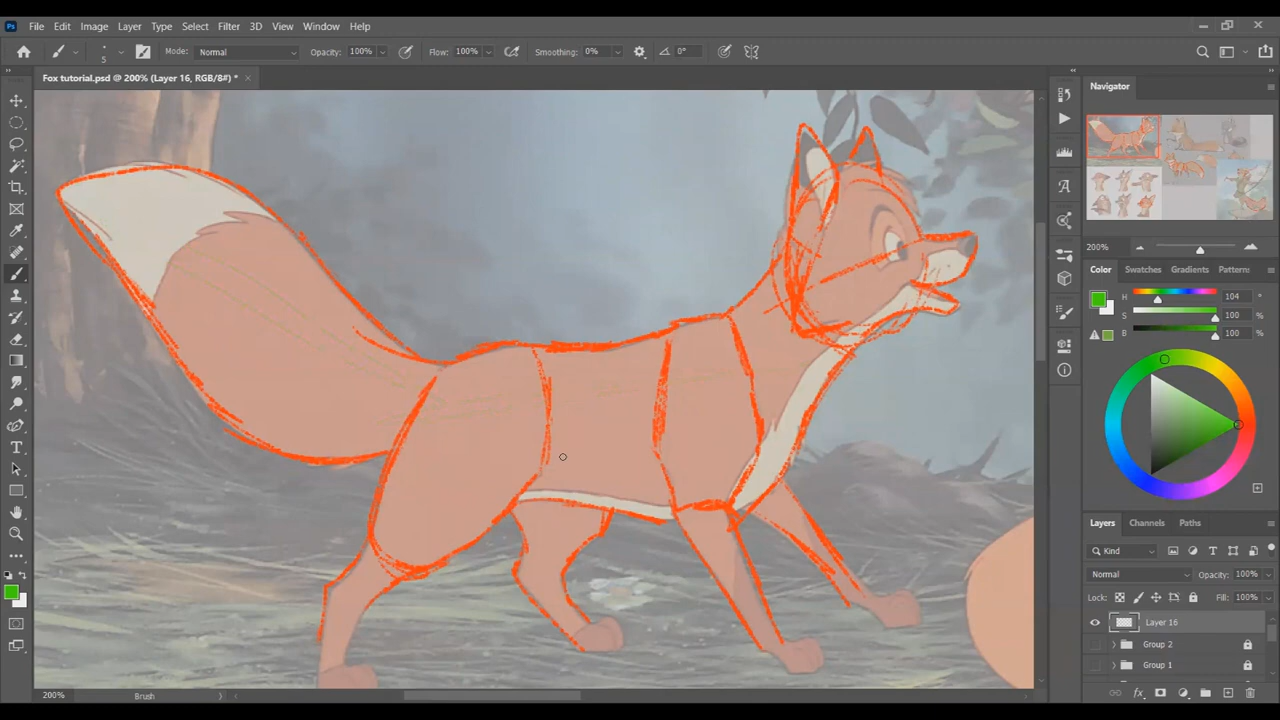 Ps File Edit Image Layer Type Select Filter 3D View Window Help
5 Mode: Normal Opacity: 100% Flow: 100% Smoothing: 0% 0°
Fox tutorial.psd @ 200% (Layer 16, RGB/8#) *
Navigator
200%
Color Swatches Gradients Patterns
H 104 °
S 100 %
B 100 %
Layers Channels Paths
Kind
Normal Opacity: 100%
Lock: Fill: 100%
Layer 16
Group 2
Group 1
200% Brush